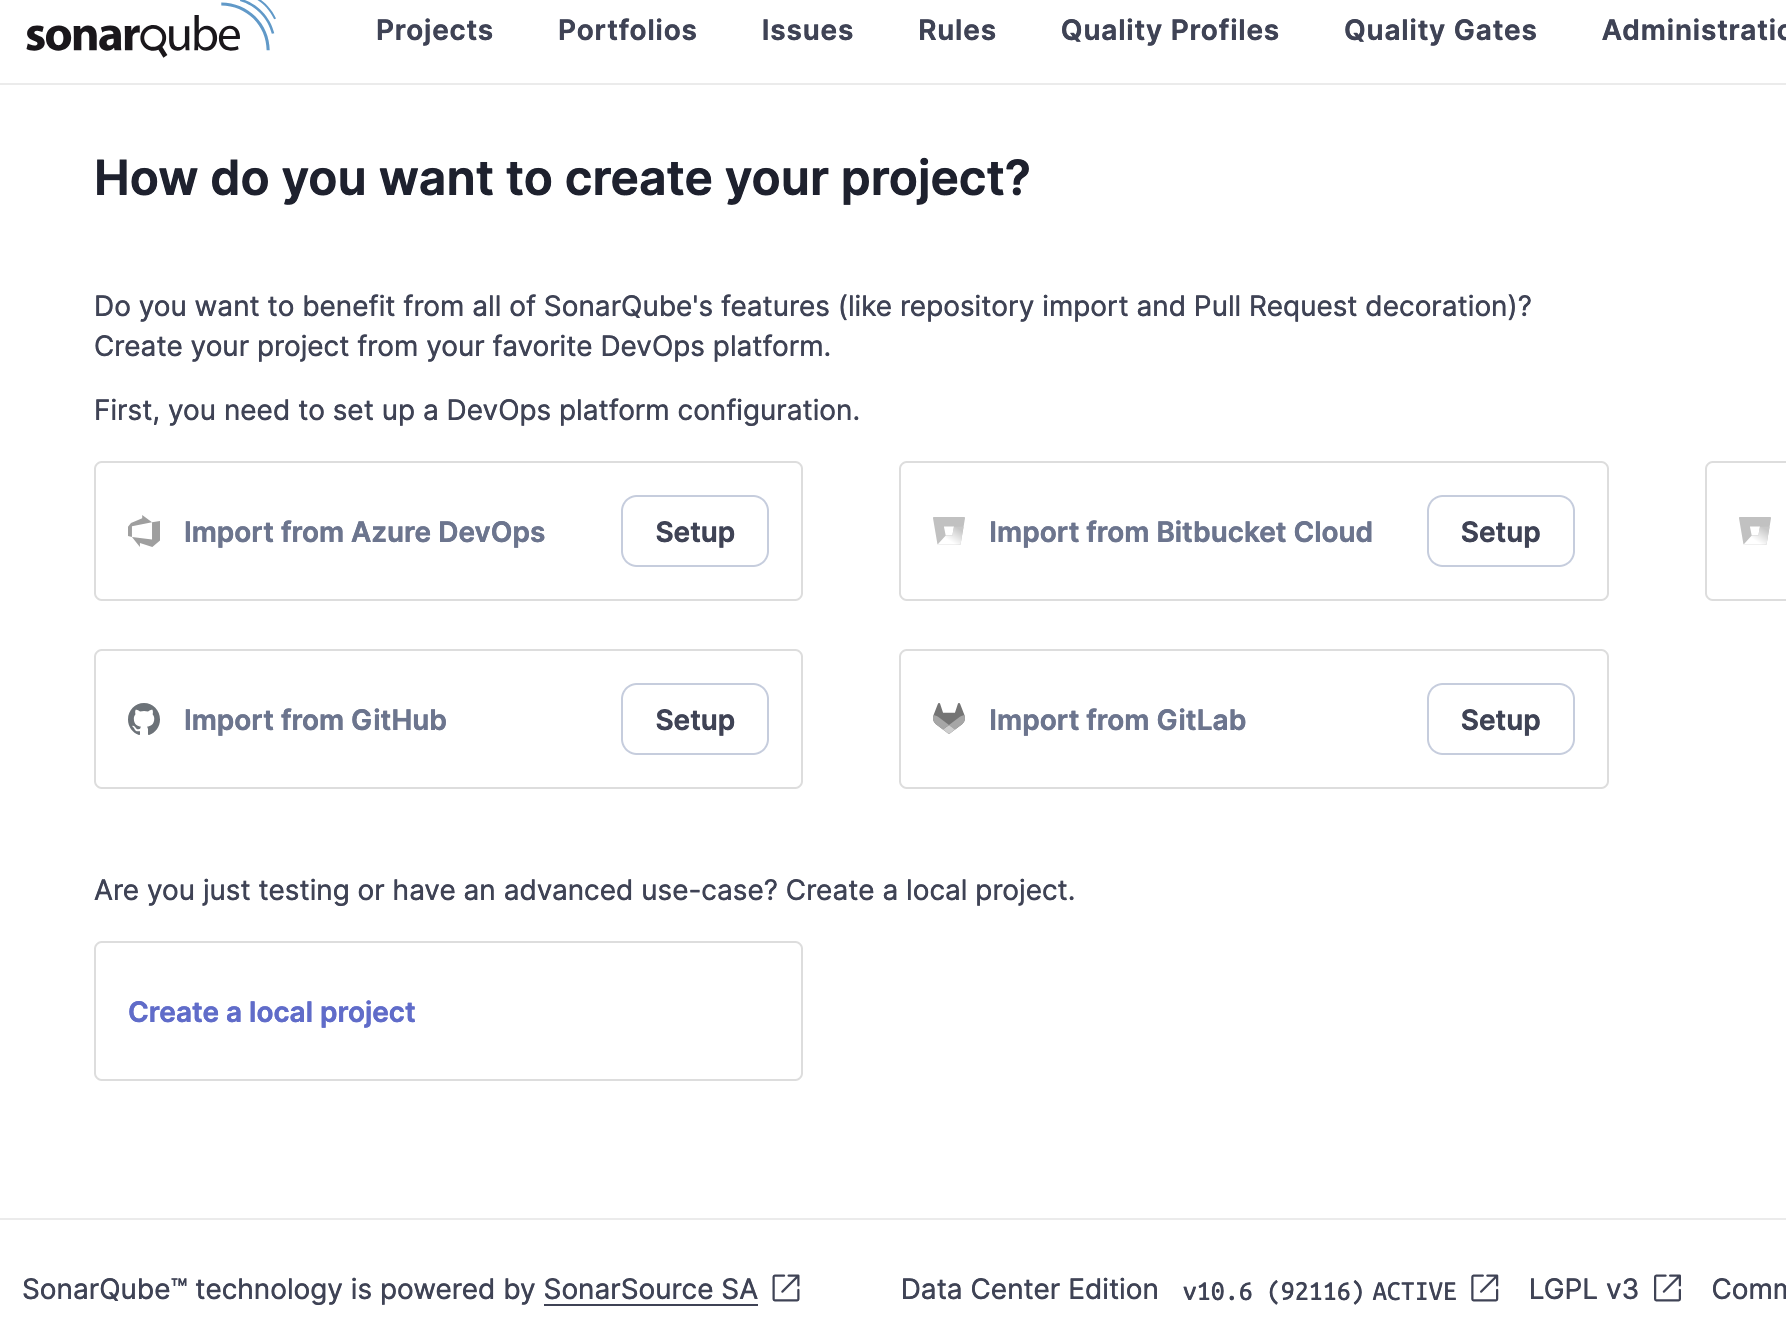 sonarqube
Projects
Portfolios
Issues
Rules
Quality Profiles
Quality Gates
How do you want to create your project?
Do you want to benefit from all of SonarQube's features (like repository import and Pull Request decoration)?
Create your project from your favorite DevOps platform.
First, you need to set up a DevOps platform configuration.
Import from Azure DevOps
Setup
Import from Bitbucket Cloud
Setup
Import from GitHub
Setup
Import from GitLab
Setup
Are you just testing or have an advanced use-case? Create a local project.
Create a local project
SonarQube™ technology is powered by SonarSource SA
Data Center Edition
v10.6 (92116) ACTIVE
LGPL v3